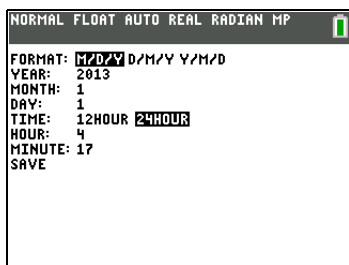 NORMAL FLOAT AUTO REAL RADIAN MP
FORMAT: M/D/Y D/M/Y Y/M/D
YEAR: 2013
MONTH: 1
DAY: 1
TIME: 12HOUR 24HOUR
HOUR: 4
MINUTE: 17
SAVE